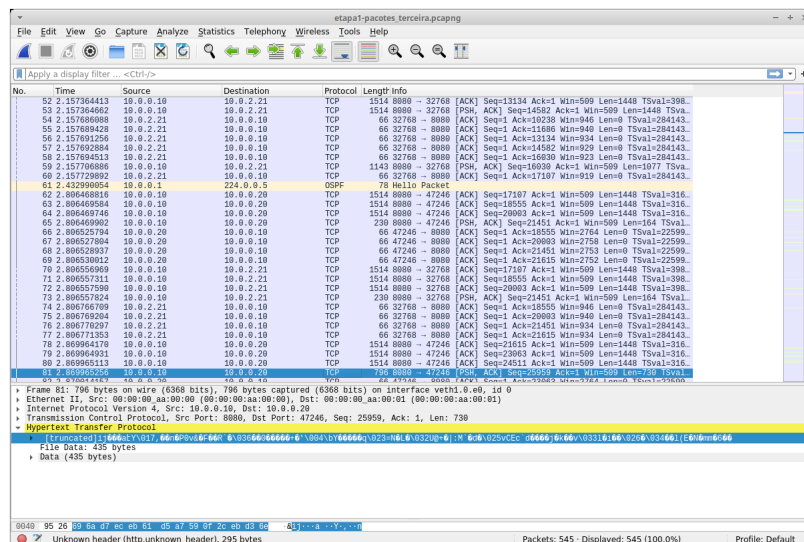 etapa1-pacotes_terceira.pcapng
File Edit View Go Capture Analyze Statistics Telephony Wireless Tools Help
Apply a display filter ... <Ctrl-/>
No. Time Source Destination Protocol Length Info
52 2.157364413 10.0.0.10 10.0.2.21 TCP 1514 8080 → 32768 [ACK] Seq=13134 Ack=1 Win=509 Len=1448 TSval=398…
53 2.157364662 10.0.0.10 10.0.2.21 TCP 1514 8080 → 32768 [PSH, ACK] Seq=14582 Ack=1 Win=509 Len=1448 TSva…
54 2.157686088 10.0.2.21 10.0.0.10 TCP 66 32768 → 8080 [ACK] Seq=1 Ack=10238 Win=946 Len=0 TSval=284143…
55 2.157689428 10.0.2.21 10.0.0.10 TCP 66 32768 → 8080 [ACK] Seq=1 Ack=11686 Win=940 Len=0 TSval=284143…
56 2.157691256 10.0.2.21 10.0.0.10 TCP 66 32768 → 8080 [ACK] Seq=1 Ack=13134 Win=934 Len=0 TSval=284143…
57 2.157692884 10.0.2.21 10.0.0.10 TCP 66 32768 → 8080 [ACK] Seq=1 Ack=14582 Win=929 Len=0 TSval=284143…
58 2.157694513 10.0.2.21 10.0.0.10 TCP 66 32768 → 8080 [ACK] Seq=1 Ack=16030 Win=923 Len=0 TSval=284143…
59 2.157706886 10.0.0.10 10.0.2.21 TCP 1143 8080 → 32768 [PSH, ACK] Seq=16030 Ack=1 Win=509 Len=1077 TSva…
60 2.157729892 10.0.2.21 10.0.0.10 TCP 66 32768 → 8080 [ACK] Seq=1 Ack=17107 Win=919 Len=0 TSval=284143…
61 2.432990054 10.0.0.1 224.0.0.5 OSPF 78 Hello Packet
62 2.806468816 10.0.0.10 10.0.0.20 TCP 1514 8080 → 47246 [ACK] Seq=17107 Ack=1 Win=509 Len=1448 TSval=316…
63 2.806469584 10.0.0.10 10.0.0.20 TCP 1514 8080 → 47246 [ACK] Seq=18555 Ack=1 Win=509 Len=1448 TSval=316…
64 2.806469746 10.0.0.10 10.0.0.20 TCP 1514 8080 → 47246 [ACK] Seq=20003 Ack=1 Win=509 Len=1448 TSval=316…
65 2.806469902 10.0.0.10 10.0.0.20 TCP 230 8080 → 47246 [PSH, ACK] Seq=21451 Ack=1 Win=509 Len=164 TSval…
66 2.806525794 10.0.0.20 10.0.0.10 TCP 66 47246 → 8080 [ACK] Seq=1 Ack=18555 Win=2764 Len=0 TSval=22599…
67 2.806527804 10.0.0.20 10.0.0.10 TCP 66 47246 → 8080 [ACK] Seq=1 Ack=20003 Win=2758 Len=0 TSval=22599…
68 2.806528937 10.0.0.20 10.0.0.10 TCP 66 47246 → 8080 [ACK] Seq=1 Ack=21451 Win=2753 Len=0 TSval=22599…
69 2.806530012 10.0.0.20 10.0.0.10 TCP 66 47246 → 8080 [ACK] Seq=1 Ack=21615 Win=2752 Len=0 TSval=22599…
70 2.806556969 10.0.0.10 10.0.2.21 TCP 1514 8080 → 32768 [ACK] Seq=17107 Ack=1 Win=509 Len=1448 TSval=398…
71 2.806557311 10.0.0.10 10.0.2.21 TCP 1514 8080 → 32768 [ACK] Seq=18555 Ack=1 Win=509 Len=1448 TSval=398…
72 2.806557590 10.0.0.10 10.0.2.21 TCP 1514 8080 → 32768 [ACK] Seq=20003 Ack=1 Win=509 Len=1448 TSval=398…
73 2.806557824 10.0.0.10 10.0.2.21 TCP 230 8080 → 32768 [PSH, ACK] Seq=21451 Ack=1 Win=509 Len=164 TSval…
74 2.806766709 10.0.2.21 10.0.0.10 TCP 66 32768 → 8080 [ACK] Seq=1 Ack=18555 Win=946 Len=0 TSval=284143…
75 2.806769204 10.0.2.21 10.0.0.10 TCP 66 32768 → 8080 [ACK] Seq=1 Ack=20003 Win=940 Len=0 TSval=284143…
76 2.806770297 10.0.2.21 10.0.0.10 TCP 66 32768 → 8080 [ACK] Seq=1 Ack=21451 Win=934 Len=0 TSval=284143…
77 2.806771353 10.0.2.21 10.0.0.10 TCP 66 32768 → 8080 [ACK] Seq=1 Ack=21615 Win=934 Len=0 TSval=284143…
78 2.869964170 10.0.0.10 10.0.0.20 TCP 1514 8080 → 47246 [ACK] Seq=21615 Ack=1 Win=509 Len=1448 TSval=316…
79 2.869964931 10.0.0.10 10.0.0.20 TCP 1514 8080 → 47246 [ACK] Seq=23063 Ack=1 Win=509 Len=1448 TSval=316…
80 2.869965113 10.0.0.10 10.0.0.20 TCP 1514 8080 → 47246 [ACK] Seq=24511 Ack=1 Win=509 Len=1448 TSval=316…
81 2.869965256 10.0.0.10 10.0.0.20 TCP 796 8080 → 47246 [PSH, ACK] Seq=25959 Ack=1 Win=509 Len=730 TSval…
Frame 81: 796 bytes on wire (6368 bits), 796 bytes captured (6368 bits) on interface veth1.0.e0, id 0
Ethernet II, Src: 00:00:00_aa:00:00 (00:00:00:aa:00:00), Dst: 00:00:00_aa:00:01 (00:00:00:aa:00:01)
Internet Protocol Version 4, Src: 10.0.0.10, Dst: 10.0.0.20
Transmission Control Protocol, Src Port: 8080, Dst Port: 47246, Seq: 25959, Ack: 1, Len: 730
Hypertext Transfer Protocol
[truncated]
File Data: 435 bytes
Data (435 bytes)
0040 95 26 69 6a d7 ec eb 61 d5 a7 59 0f 2c eb d3 6e ·&ij···a ··Y·,··n
Unknown header (http.unknown_header), 295 bytes Packets: 545 · Displayed: 545 (100.0%) Profile: Default